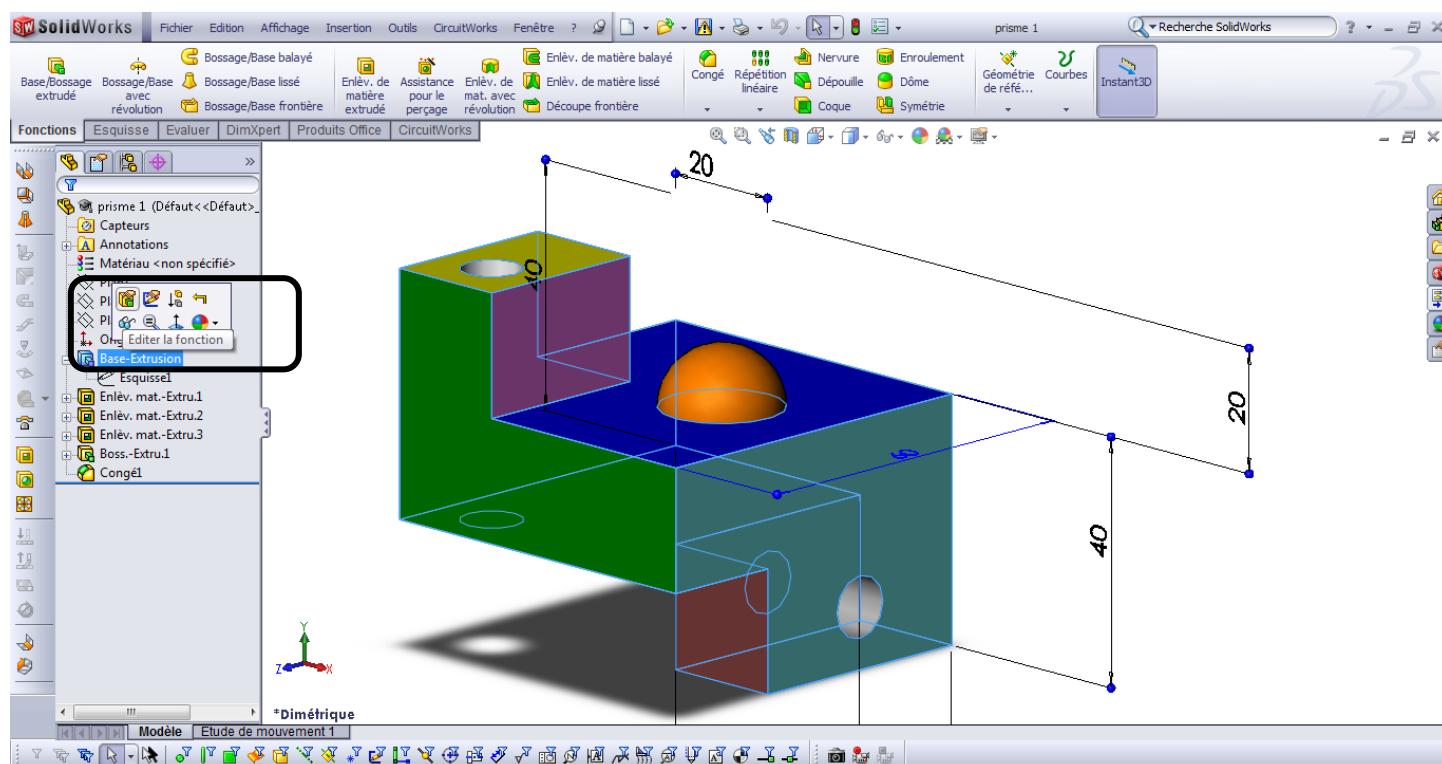 SolidWorks Fichier Edition Affichage Insertion Outils CircuitWorks Fenêtre ? prisme 1 Recherche SolidWorks ?
Base/Bossage extrudé
Bossage/Base avec révolution
Bossage/Base balayé
Bossage/Base lissé
Bossage/Base frontière
Enlèv. de matière extrudé
Assistance pour le perçage
Enlèv. de mat. avec révolution
Enlèv. de matière balayé
Enlèv. de matière lissé
Découpe frontière
Congé
Répétition linéaire
Nervure
Dépouille
Coque
Enroulement
Dôme
Symétrie
Géométrie de réfé...
Courbes
Instant3D
Fonctions Esquisse Evaluer DimXpert Produits Office CircuitWorks
prisme 1 (Défaut<<Défaut>_
Capteurs
Annotations
Matériau <non spécifié>
Pl
Pl
Editer la fonction
Base-Extrusion
Esquisse1
Enlèv. mat.-Extru.1
Enlèv. mat.-Extru.2
Enlèv. mat.-Extru.3
Boss.-Extru.1
Congé1
20
40
20
40
Y
Z
X
*Dimétrique
Modèle Etude de mouvement 1